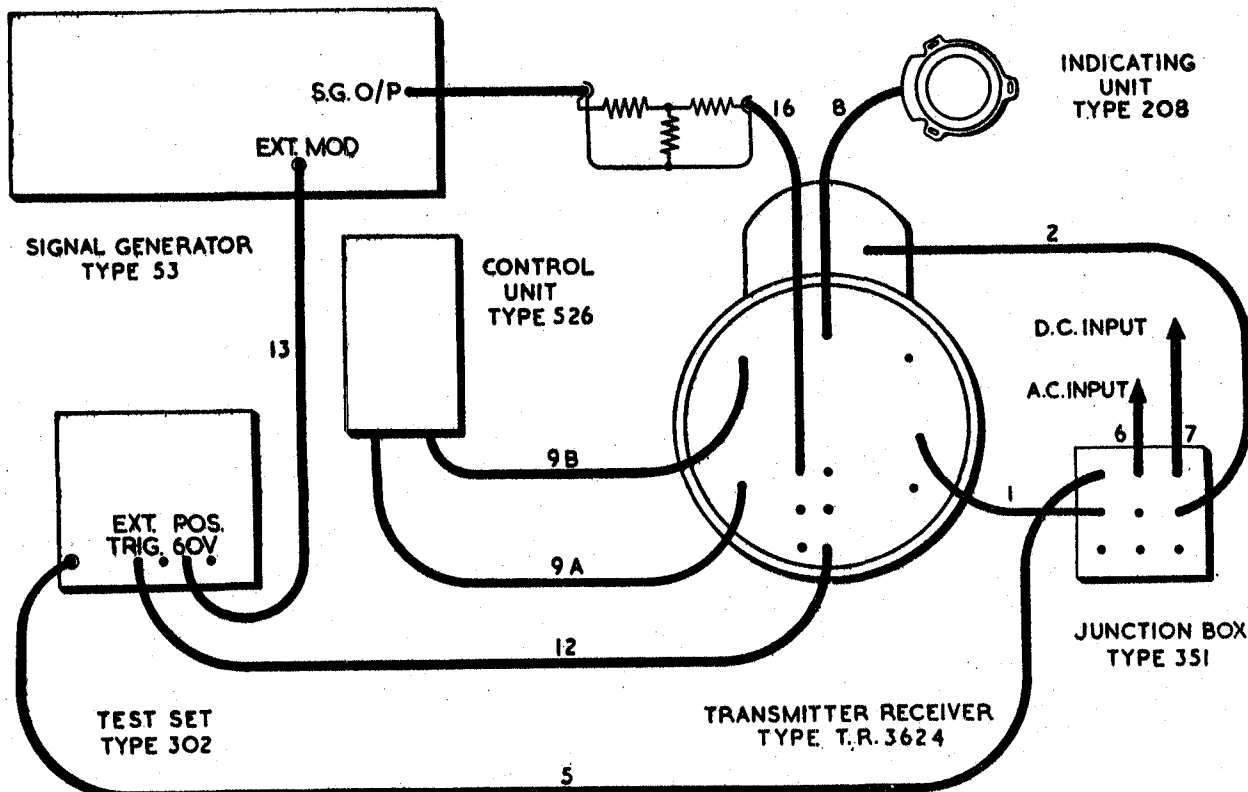 S.G. O/P
EXT. MOD
SIGNAL GENERATOR
TYPE 53
16
8
INDICATING
UNIT
TYPE 208
2
CONTROL
UNIT
TYPE 526
13
D.C. INPUT
A.C. INPUT
6
7
9B
1
EXT. POS.
TRIG. 60V
9A
12
JUNCTION BOX
TYPE 351
TEST SET
TYPE 302
TRANSMITTER RECEIVER
TYPE T.R. 3624
5